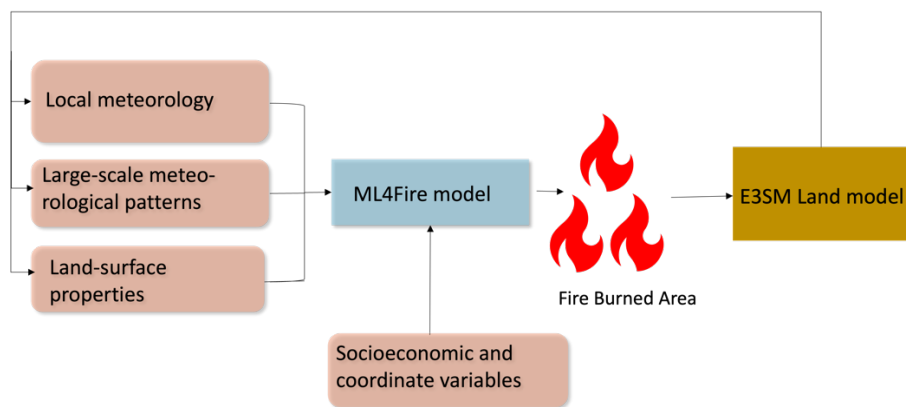 Local meteorology
Large-scale meteo-
rological patterns
Land-surface
properties
ML4Fire model
Fire Burned Area
E3SM Land model
Socioeconomic and
coordinate variables